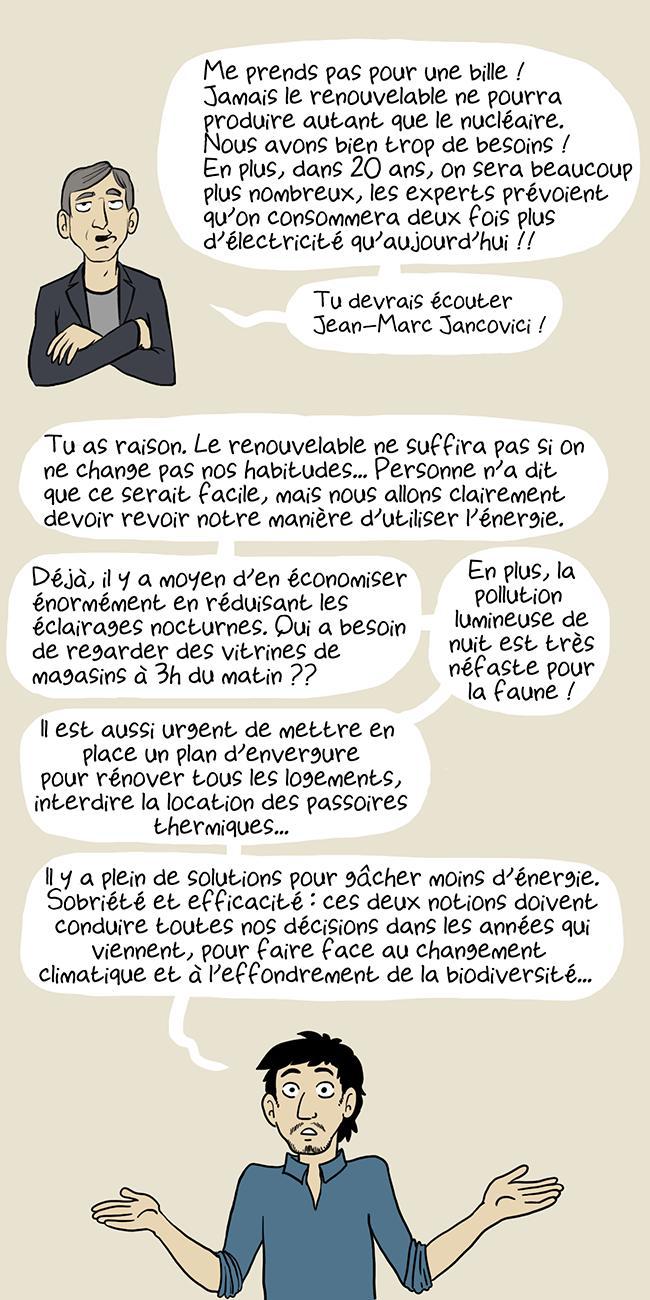 Me prends pas pour une bille !
Jamais le renouvelable ne pourra
produire autant que le nucléaire.
Nous avons bien trop de besoins !
En plus, dans 20 ans, on sera beaucoup
plus nombreux, les experts prévoient
qu'on consommera deux fois plus
d'électricité qu'aujourd'hui !!
Tu devrais écouter
Jean-Marc Jancovici !
Tu as raison. Le renouvelable ne suffira pas si on
ne change pas nos habitudes... Personne n'a dit
que ce serait facile, mais nous allons clairement
devoir revoir notre manière d'utiliser l'énergie.
Déjà, il y a moyen d'en économiser
énormément en réduisant les
éclairages nocturnes. Qui a besoin
de regarder des vitrines de
magasins à 3h du matin ??
En plus, la
pollution
lumineuse de
nuit est très
néfaste pour
la faune !
Il est aussi urgent de mettre en
place un plan d'envergure
pour rénover tous les logements,
interdire la location des passoires
thermiques...
Il y a plein de solutions pour gâcher moins d'énergie.
Sobriété et efficacité : ces deux notions doivent
conduire toutes nos décisions dans les années qui
viennent, pour faire face au changement
climatique et à l'effondrement de la biodiversité...